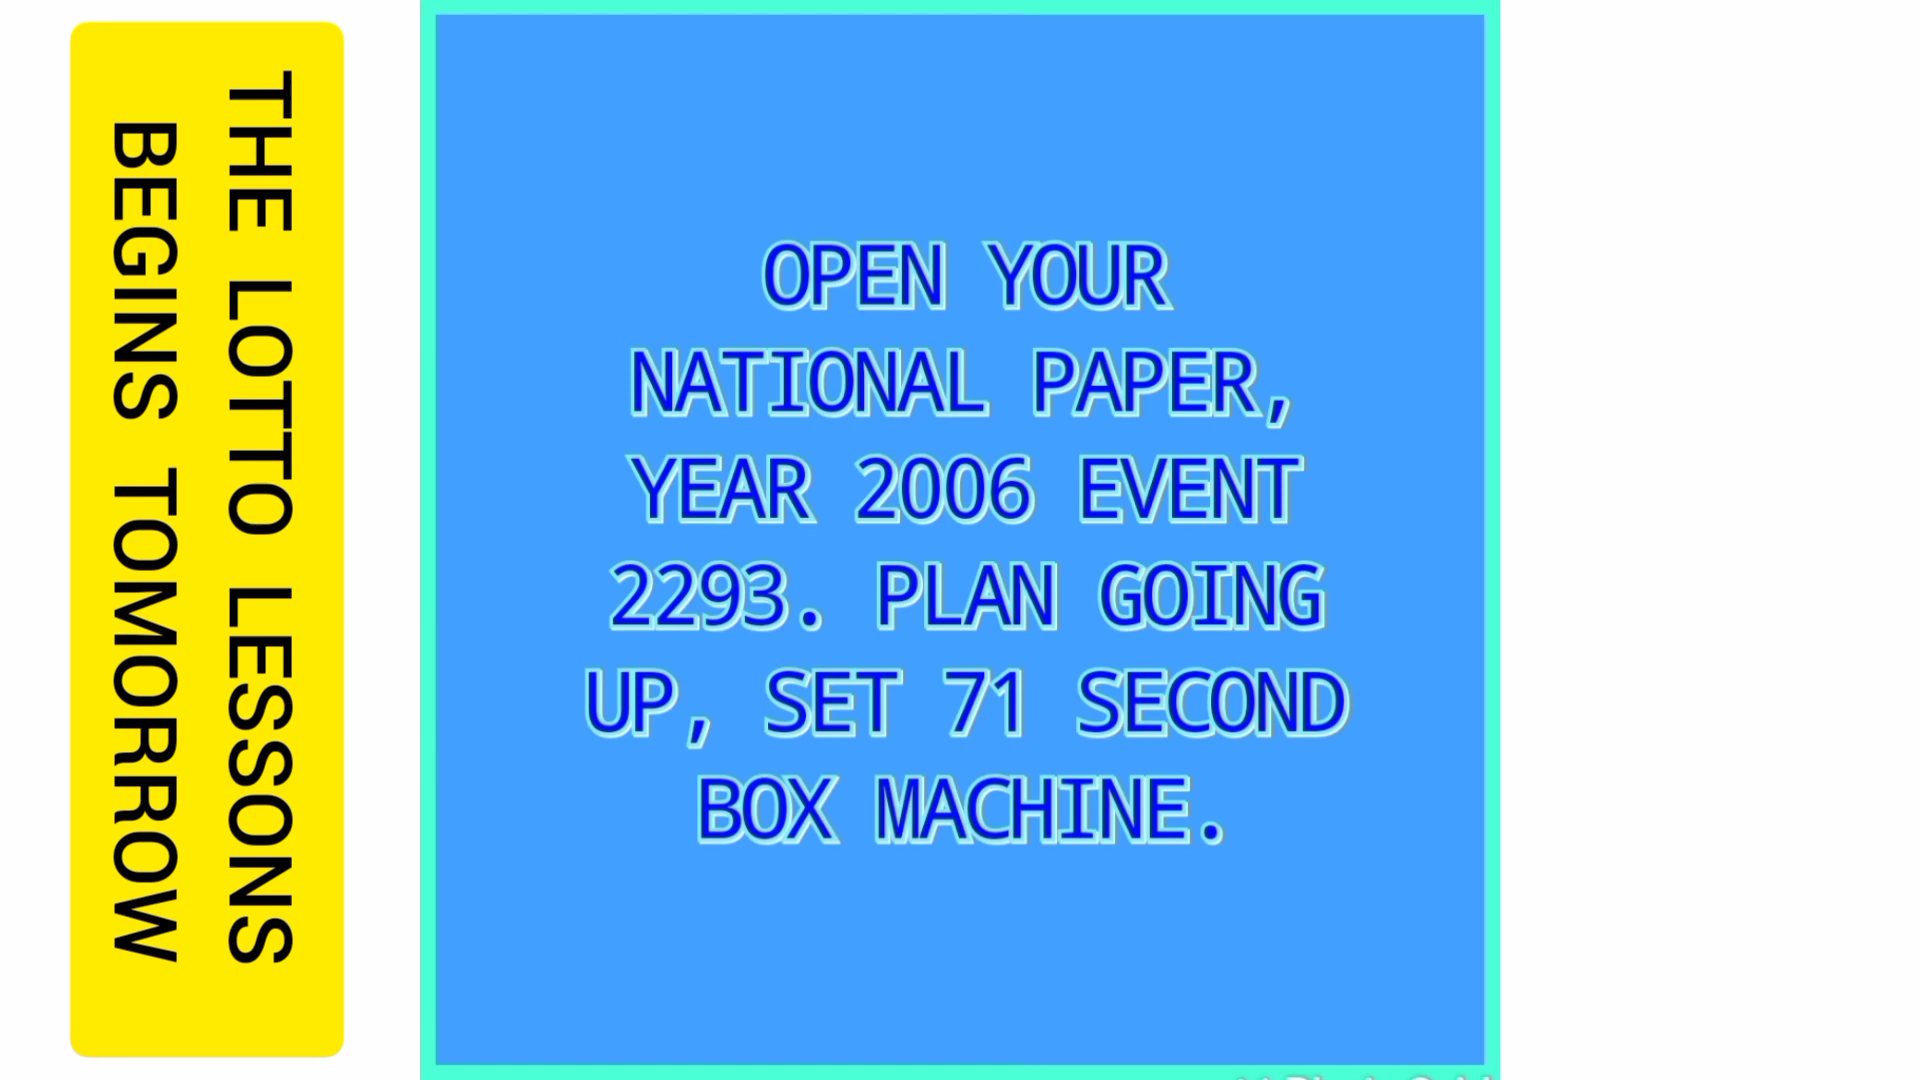 THE LOTTO LESSONS
BEGINS TOMORROW
OPEN YOUR
NATIONAL PAPER,
YEAR 2006 EVENT
2293. PLAN GOING
UP, SET 71 SECOND
BOX MACHINE.